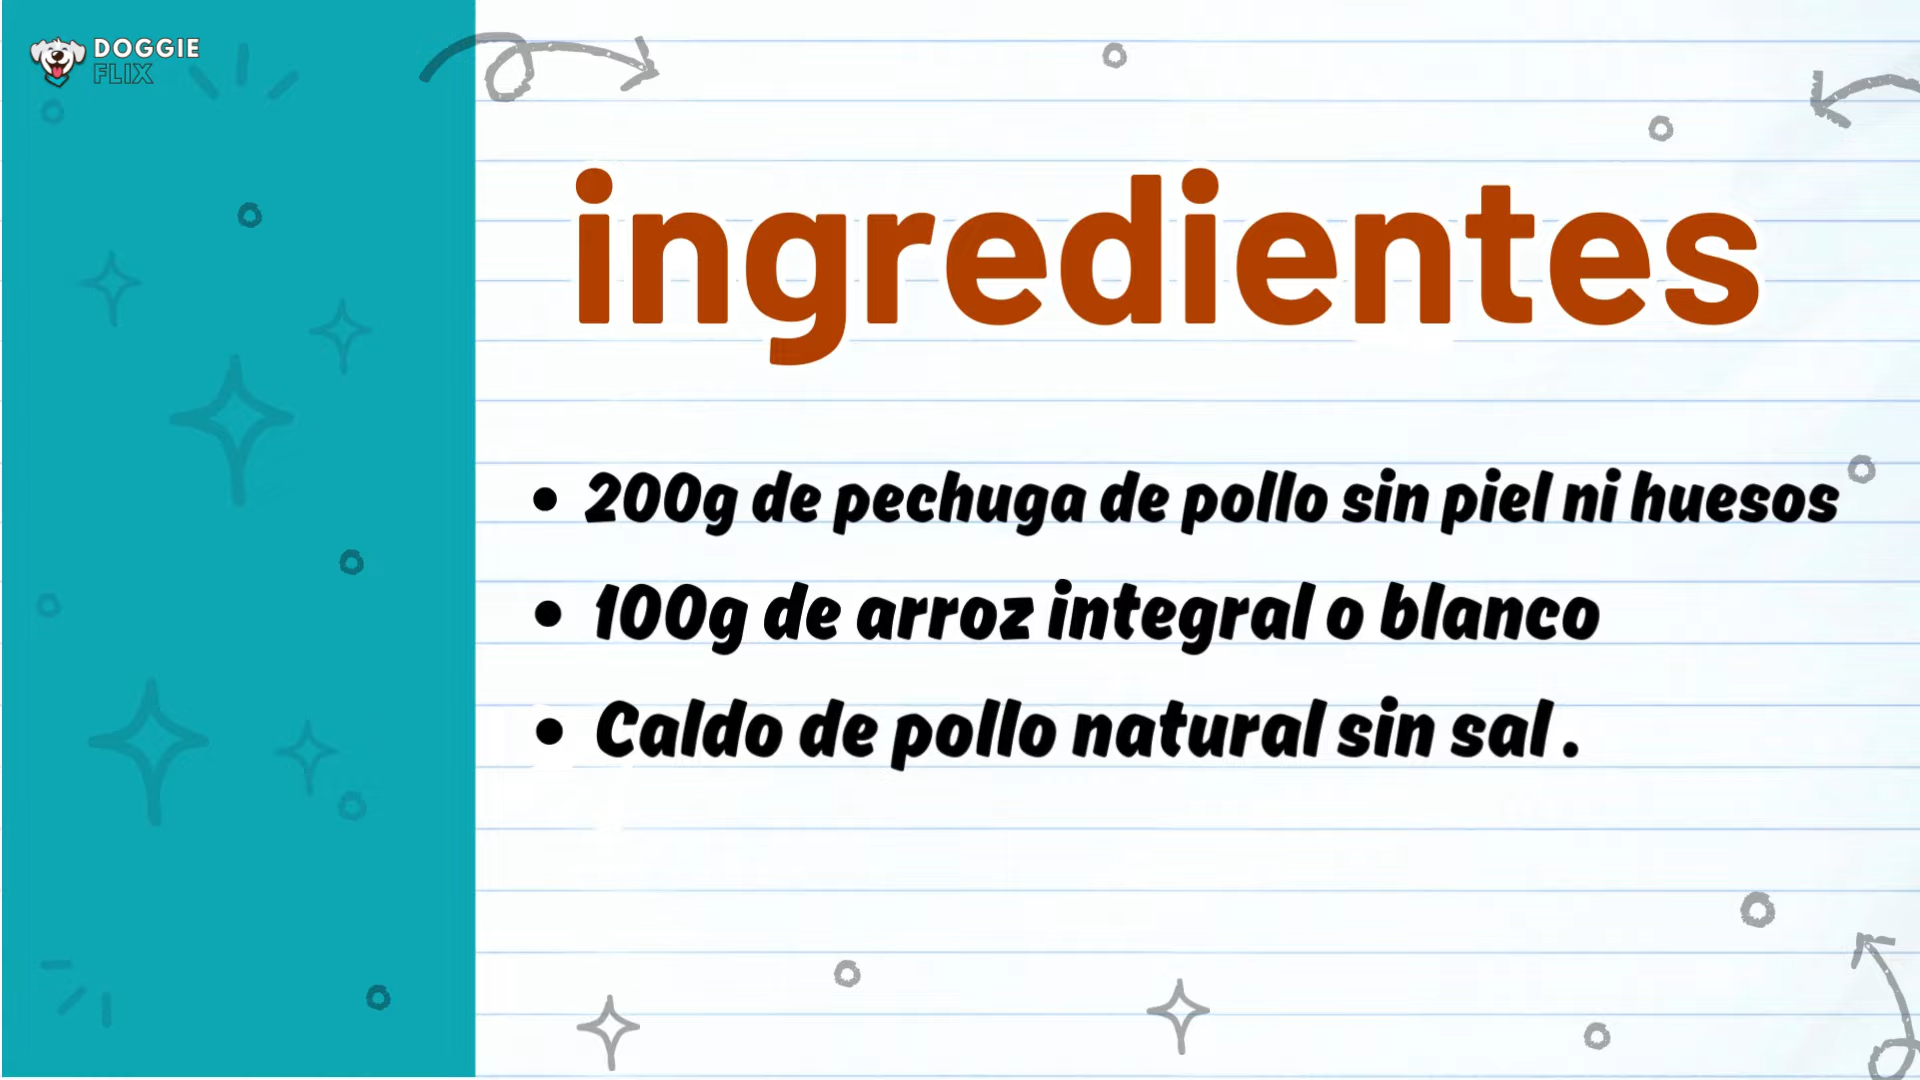 DOGGIE
FLIX
ingredientes
• 200g de pechuga de pollo sin piel ni huesos
• 100g de arroz integral o blanco
• Caldo de pollo natural sin sal .